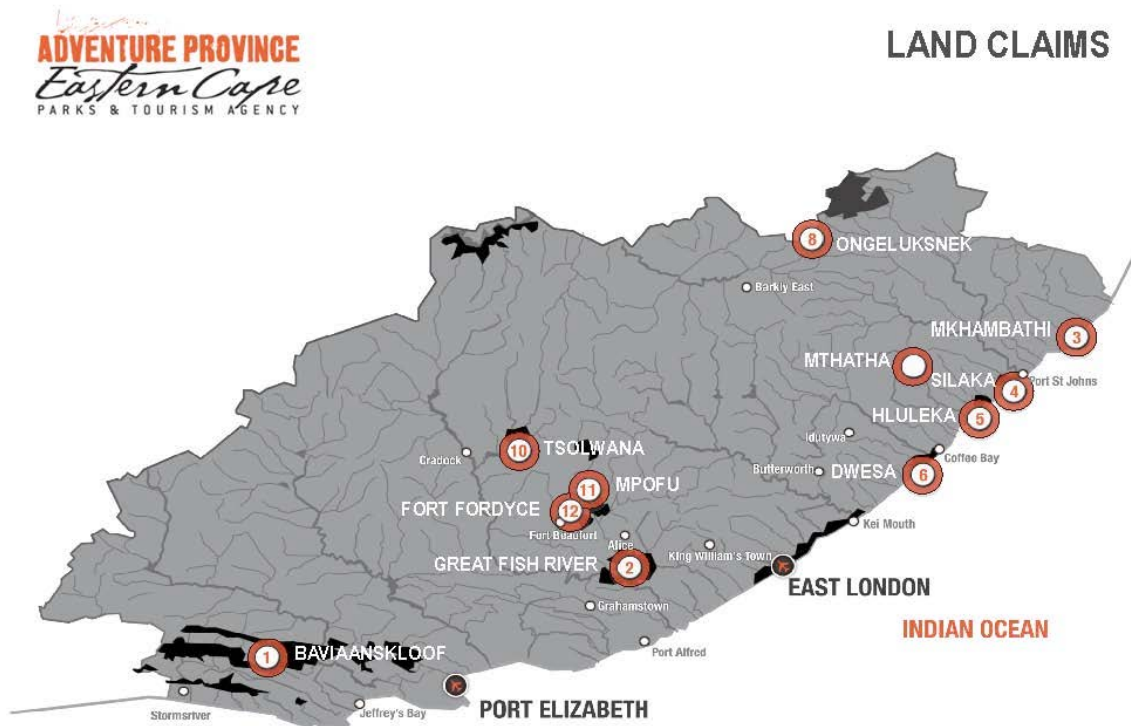 ADVENTURE PROVINCE
Eastern Cape
PARKS & TOURISM AGENCY
LAND CLAIMS
8
ONGELUKSNEK
Barkly East
MKHAMBATHI
3
MTHATHA
SILAKA
Port St Johns
4
HLULEKA
5
10
TSOLWANA
Cradock
Idutywa
Coffee Bay
Butterworth
DWESA
6
11
MPOFU
FORT FORDYCE
12
Fort Beaufort
Alice
Kei Mouth
King William's Town
GREAT FISH RIVER
2
EAST LONDON
Grahamstown
INDIAN OCEAN
Port Alfred
1
BAVIAANSKLOOF
PORT ELIZABETH
Jeffrey's Bay
Stormsriver